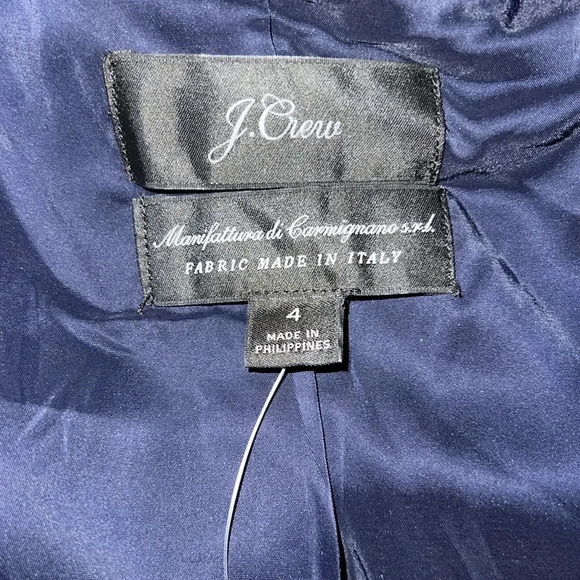 J.Crew
Manifattura di Carmignano s.r.l.
FABRIC MADE IN ITALY
4
MADE IN
PHILIPPINES